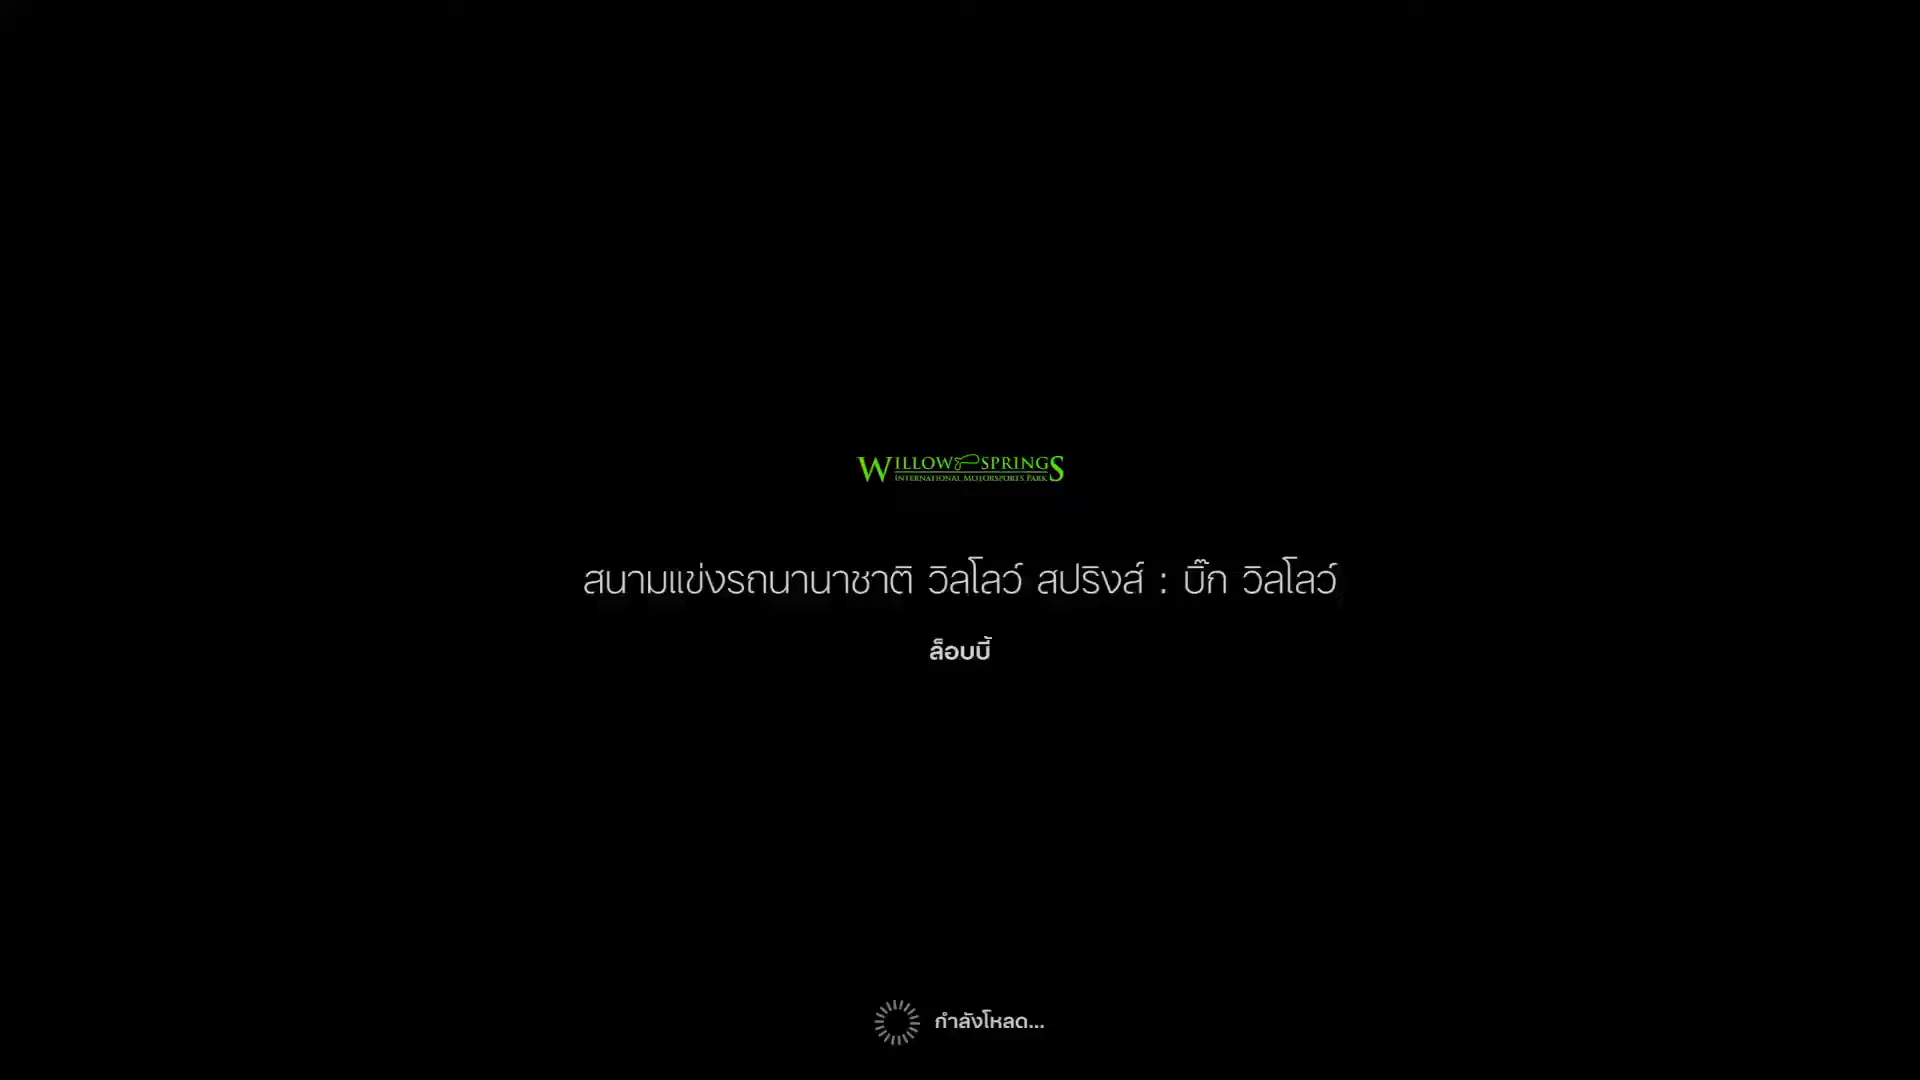 WILLOW SPRINGS
INTERNATIONAL MOTORSPORTS PARK
สนามแข่งรถนานาชาติ วิลโลว์ สปริงส์ : บิ๊ก วิลโลว์
ล็อบบี้
กำลังโหลด...